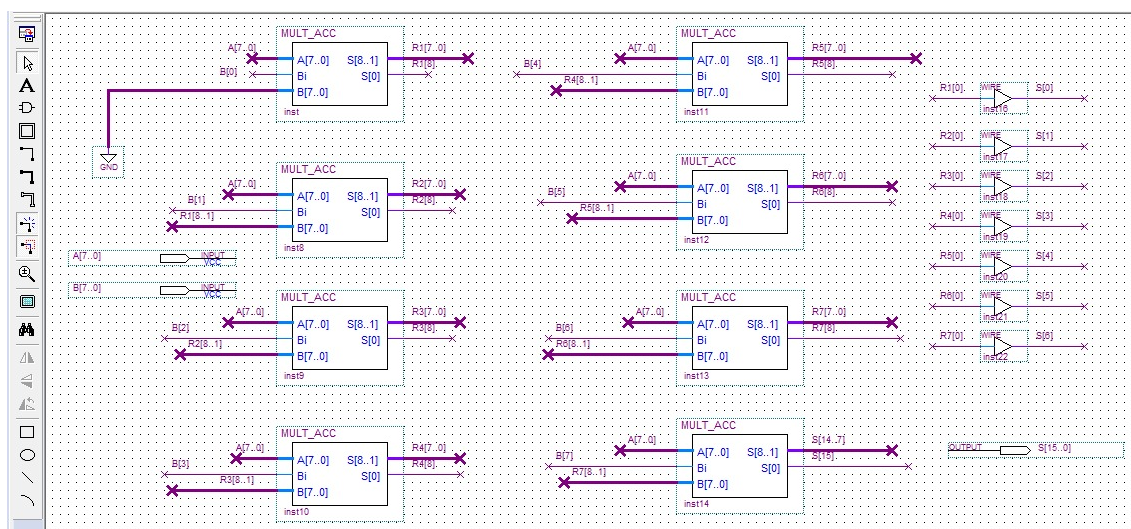 MULT_ACC
A[7..0]
R1[7..0]
A[7..0] S[8..1]
B[0]
R1[8]
Bi S[0]
B[7..0]
inst
GND
MULT_ACC
A[7..0]
R2[7..0]
A[7..0] S[8..1]
B[1]
R2[8]
Bi S[0]
R1[8..1]
B[7..0]
inst8
A[7..0] INPUT
VCC
B[7..0] INPUT
VCC
MULT_ACC
A[7..0]
R3[7..0]
A[7..0] S[8..1]
B[2]
R3[8]
Bi S[0]
R2[8..1]
B[7..0]
inst9
MULT_ACC
A[7..0]
R4[7..0]
A[7..0] S[8..1]
B[3]
R4[8]
Bi S[0]
R3[8..1]
B[7..0]
inst10
MULT_ACC
A[7..0]
R5[7..0]
A[7..0] S[8..1]
B[4]
R5[8]
Bi S[0]
R4[8..1]
B[7..0]
inst11
MULT_ACC
A[7..0]
R6[7..0]
A[7..0] S[8..1]
B[5]
R6[8]
Bi S[0]
R5[8..1]
B[7..0]
inst12
MULT_ACC
A[7..0]
R7[7..0]
A[7..0] S[8..1]
B[6]
R7[8]
Bi S[0]
R6[8..1]
B[7..0]
inst13
MULT_ACC
A[7..0]
S[14..7]
A[7..0] S[8..1]
B[7]
S[15]
Bi S[0]
R7[8..1]
B[7..0]
inst14
R1[0] WIRE S[0]
inst16
R2[0] WIRE S[1]
inst17
R3[0] WIRE S[2]
inst18
R4[0] WIRE S[3]
inst19
R5[0] WIRE S[4]
inst20
R6[0] WIRE S[5]
inst21
R7[0] WIRE S[6]
inst22
OUTPUT S[15..0]